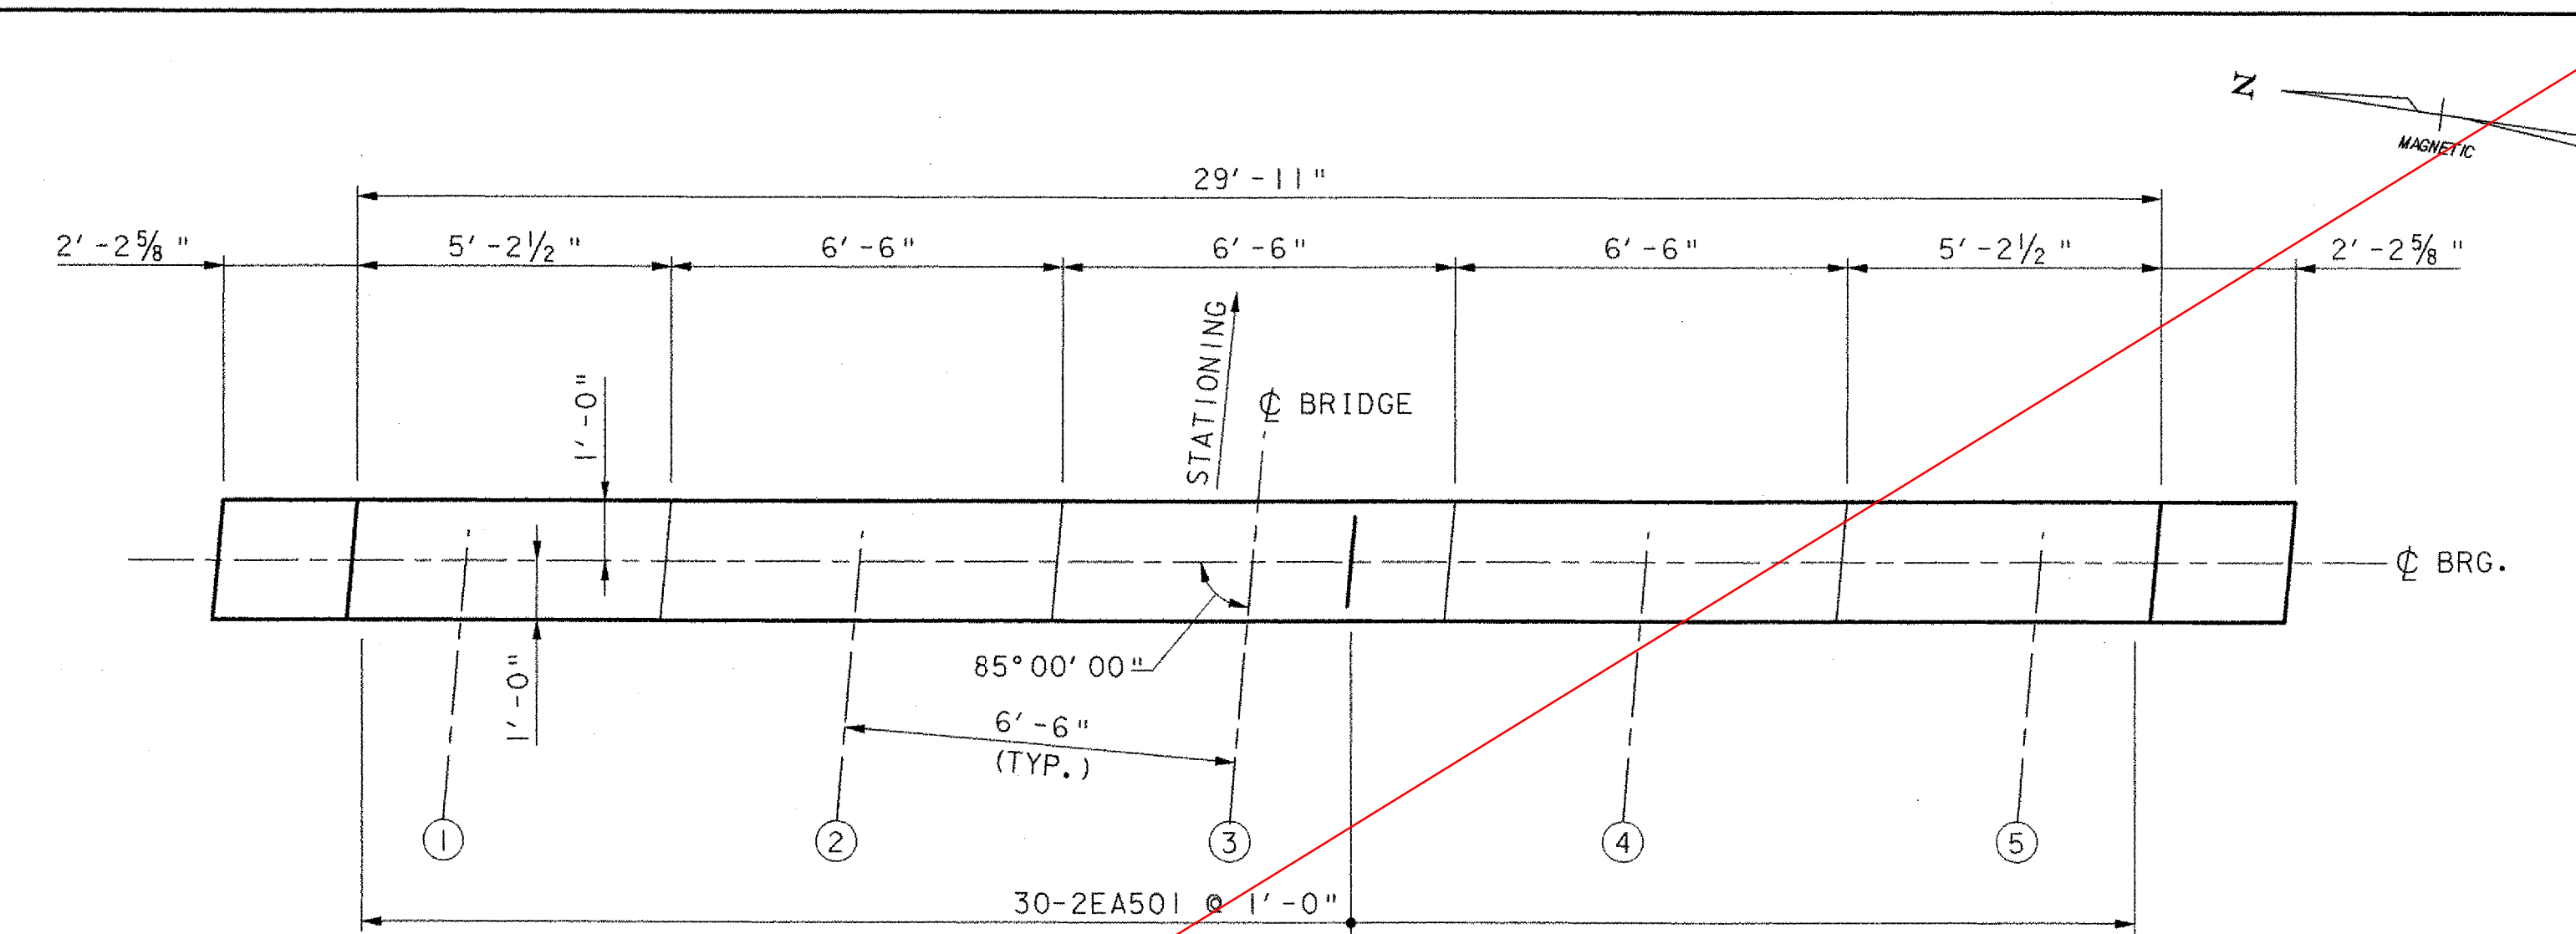 N
MAGNETIC
29'-11"
2'-2⅝" 5'-2½" 6'-6" 6'-6" 6'-6" 5'-2½" 2'-2⅝"
STATIONING
1'-0"
℄ BRIDGE
℄ BRG.
1'-0"
85°00'00"
6'-6"
(TYP.)
1 2 3 4 5
30-2EA501 @ 1'-0"